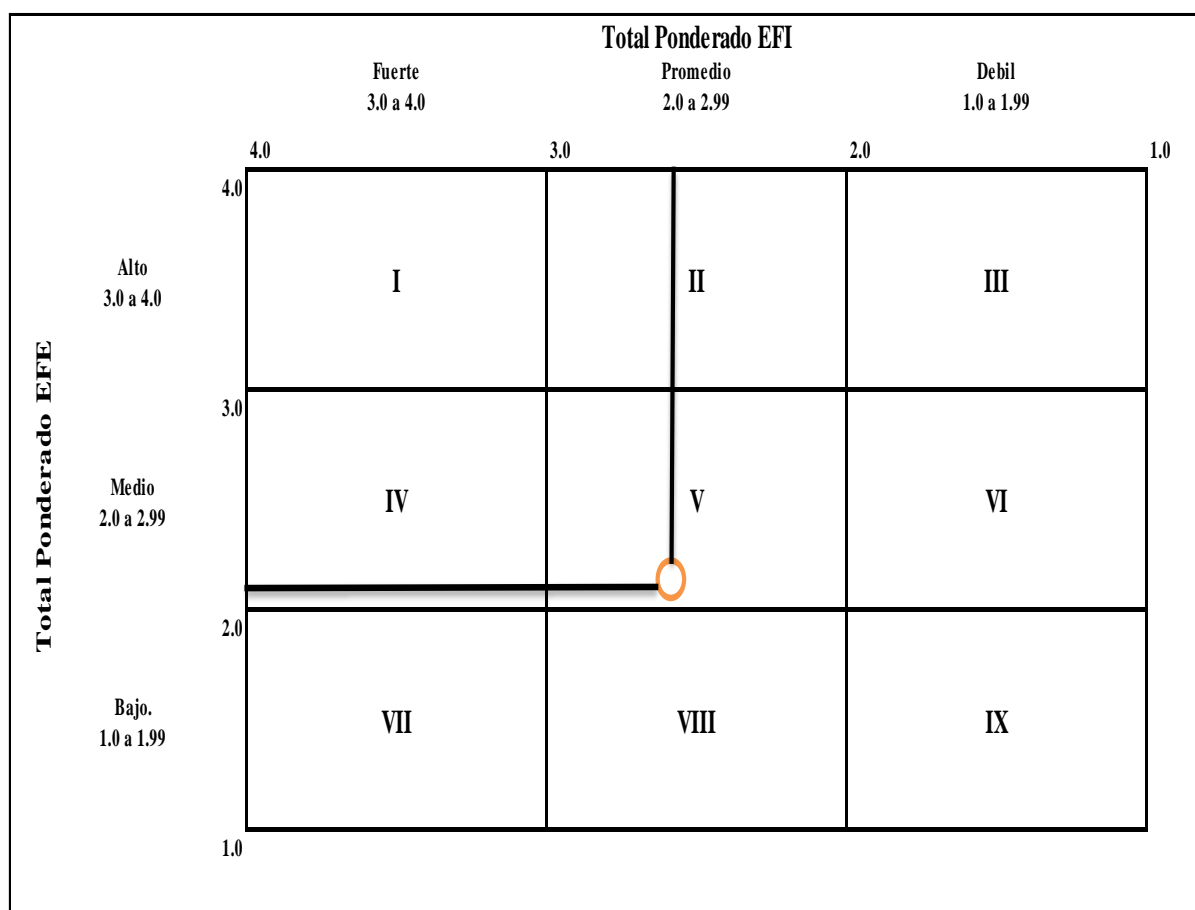 Total Ponderado EFI
Fuerte
3.0 a 4.0
Promedio
2.0 a 2.99
Debil
1.0 a 1.99
4.0
3.0
2.0
1.0
Total Ponderado EFE
4.0
Alto
3.0 a 4.0
I
II
III
3.0
Medio
2.0 a 2.99
IV
V
VI
2.0
Bajo.
1.0 a 1.99
VII
VIII
IX
1.0